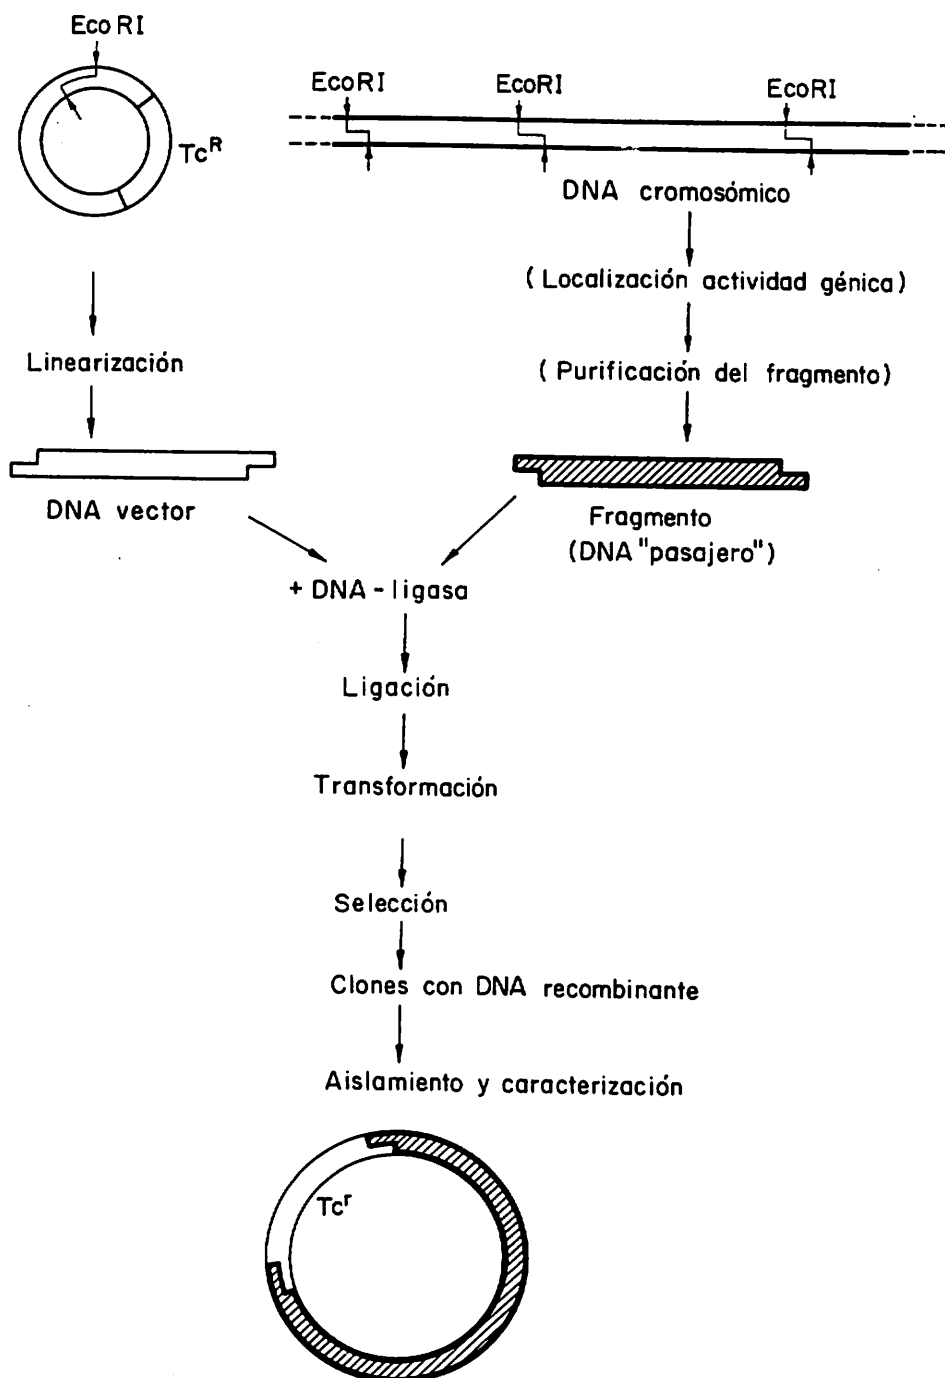 Eco RI
EcoRI
EcoRI
EcoRI
Tc^R
DNA cromosómico
(Localización actividad génica)
Linearización
(Purificación del fragmento)
DNA vector
Fragmento
(DNA "pasajero")
+ DNA-ligasa
Ligación
Transformación
Selección
Clones con DNA recombinante
Aislamiento y caracterización
Tc^r